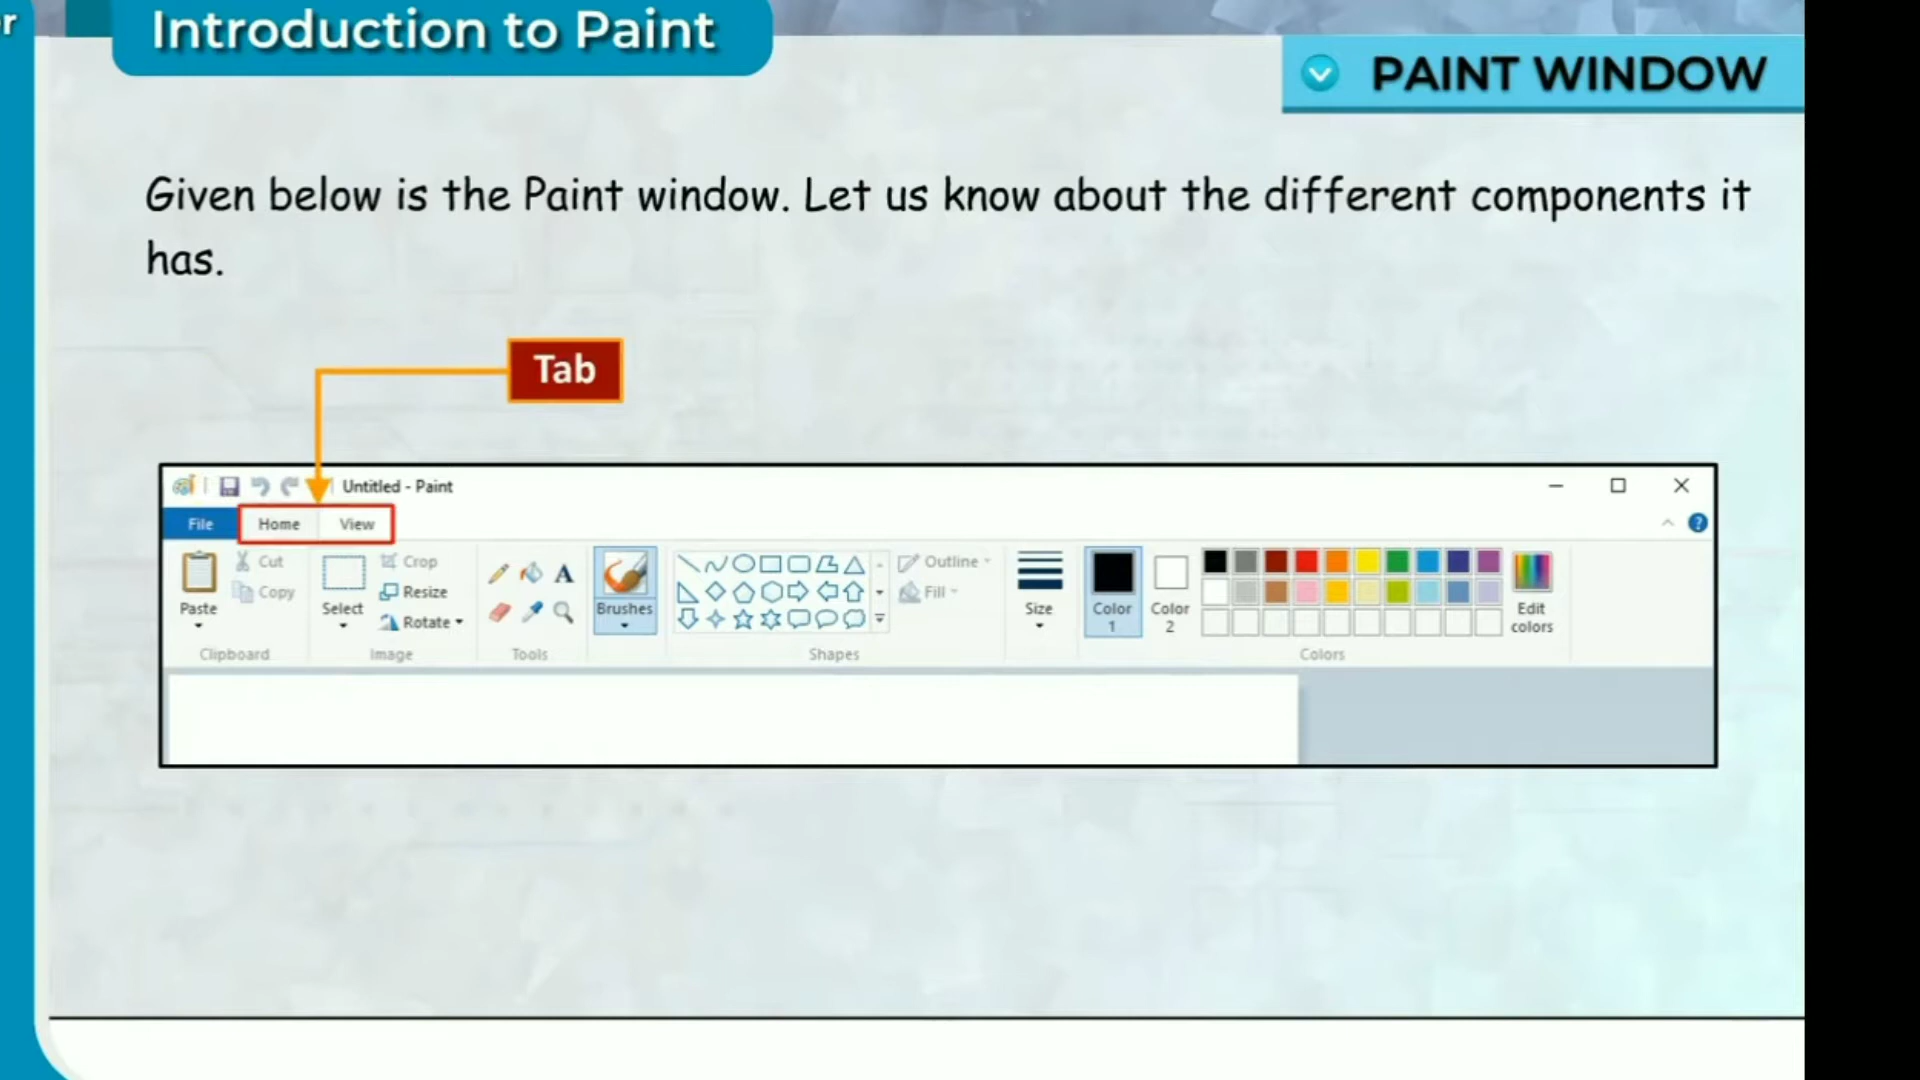 r
Introduction to Paint
PAINT WINDOW
Given below is the Paint window. Let us know about the different components it
has.
Tab
Untitled - Paint
File Home View
Paste
Cut
Copy
Clipboard
Select
Crop
Resize
Rotate
Image
A
Tools
Brushes
Shapes
Outline
Fill
Size
Color
1
Color
2
Edit
colors
Colors